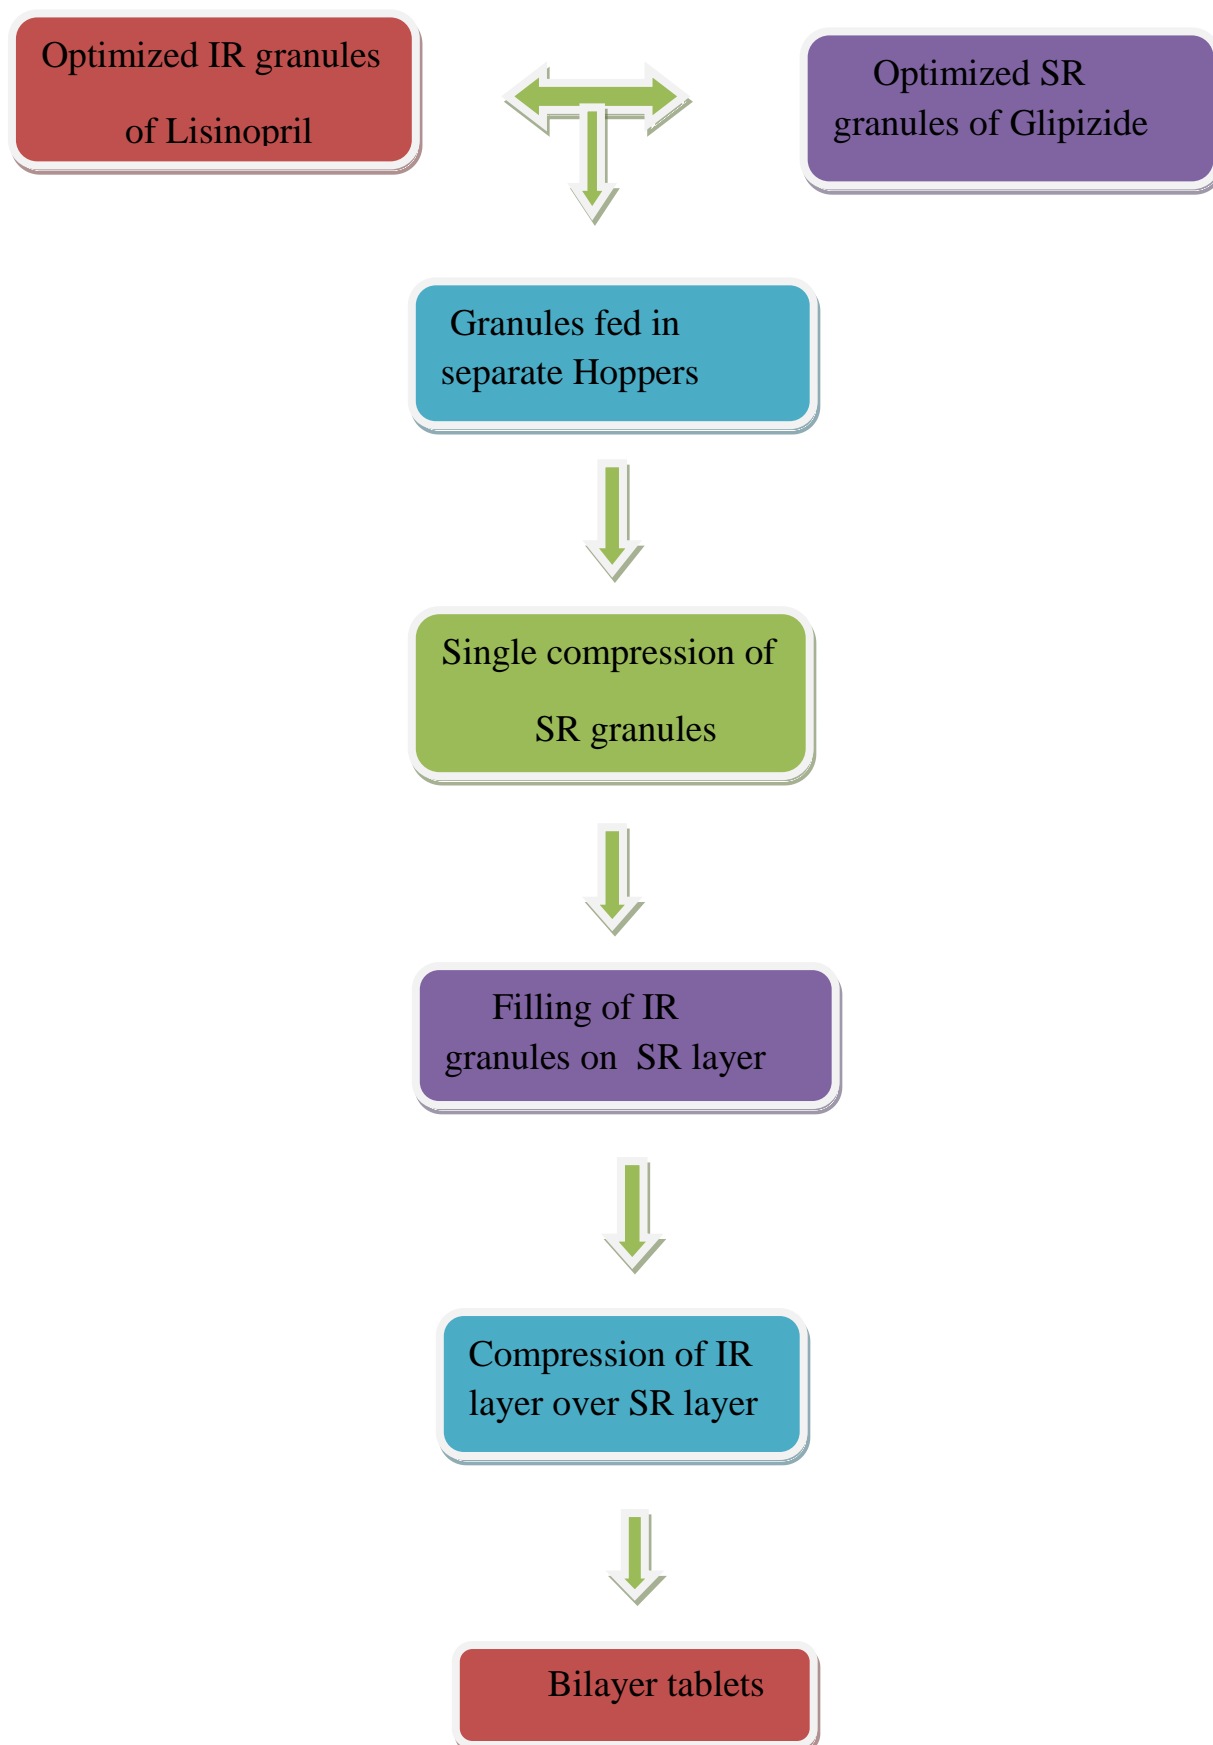 Optimized IR granules
of Lisinopril
Optimized SR
granules of Glipizide
Granules fed in
separate Hoppers
Single compression of
SR granules
Filling of IR
granules on  SR layer
Compression of IR
layer over SR layer
Bilayer tablets